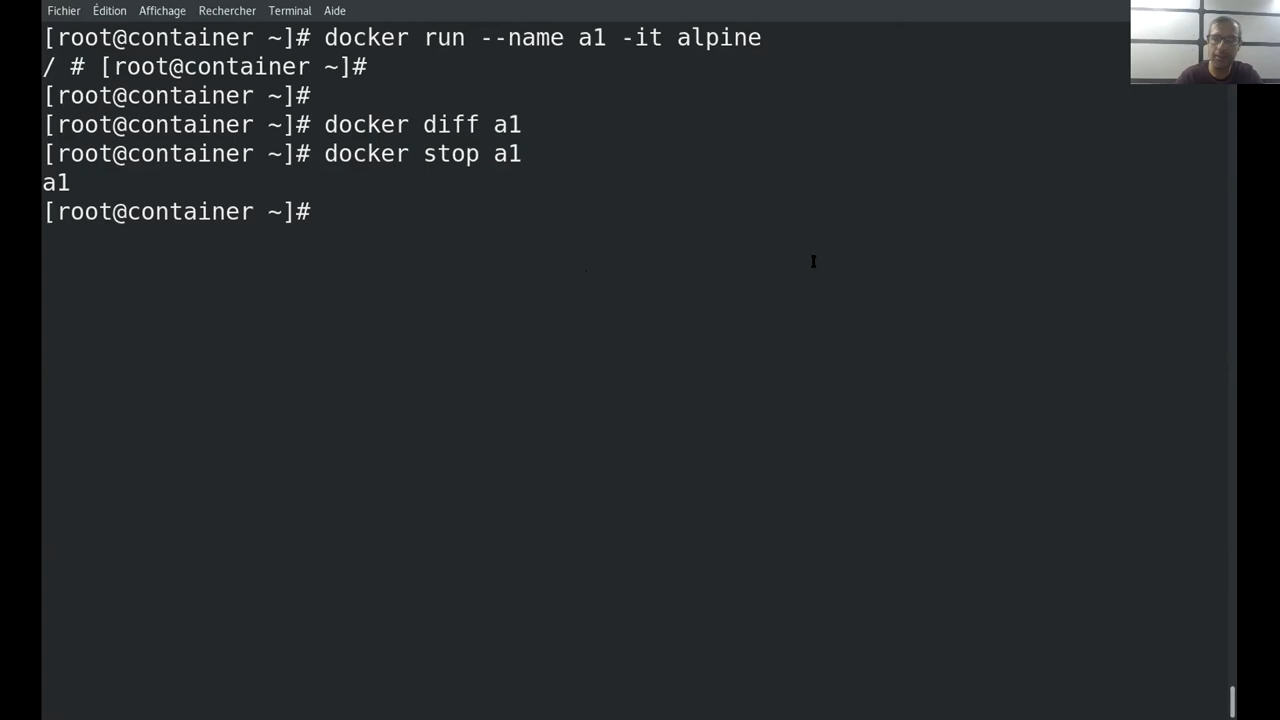 Fichier Édition Affichage Rechercher Terminal Aide
[root@container ~]# docker run --name a1 -it alpine
/ # [root@container ~]#
[root@container ~]#
[root@container ~]# docker diff a1
[root@container ~]# docker stop a1
a1
[root@container ~]#